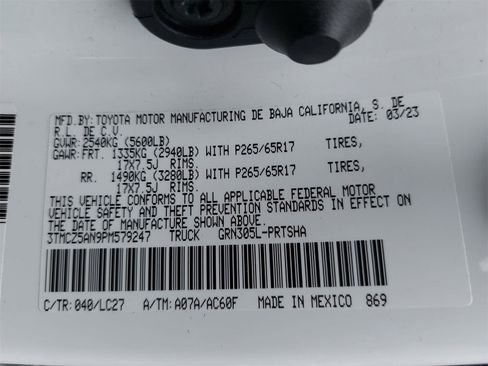 MFD.BY:TOYOTA MOTOR MANUFACTURING DE BAJA CALIFORNIA, S. DE
R.L. DE C.V. DATE: 03/23
GVWR:2540KG (5600LB)
GAWR:FRT. 1335KG (2940LB) WITH P265/65R17 TIRES,
17X7.5J RIMS.
RR. 1490KG (3280LB) WITH P265/65R17 TIRES,
17X7.5J RIMS.
THIS VEHICLE CONFORMS TO ALL APPLICABLE FEDERAL MOTOR
VEHICLE SAFETY AND THEFT PREVENTION STANDARDS IN EFFECT ON
THE DATE OF MANUFACTURE SHOWN ABOVE.
3TMCZ5AN9PM579247 TRUCK GRN305L-PRTSHA
C/TR:040/LC27 A/TM:A07A/AC60F MADE IN MEXICO 869